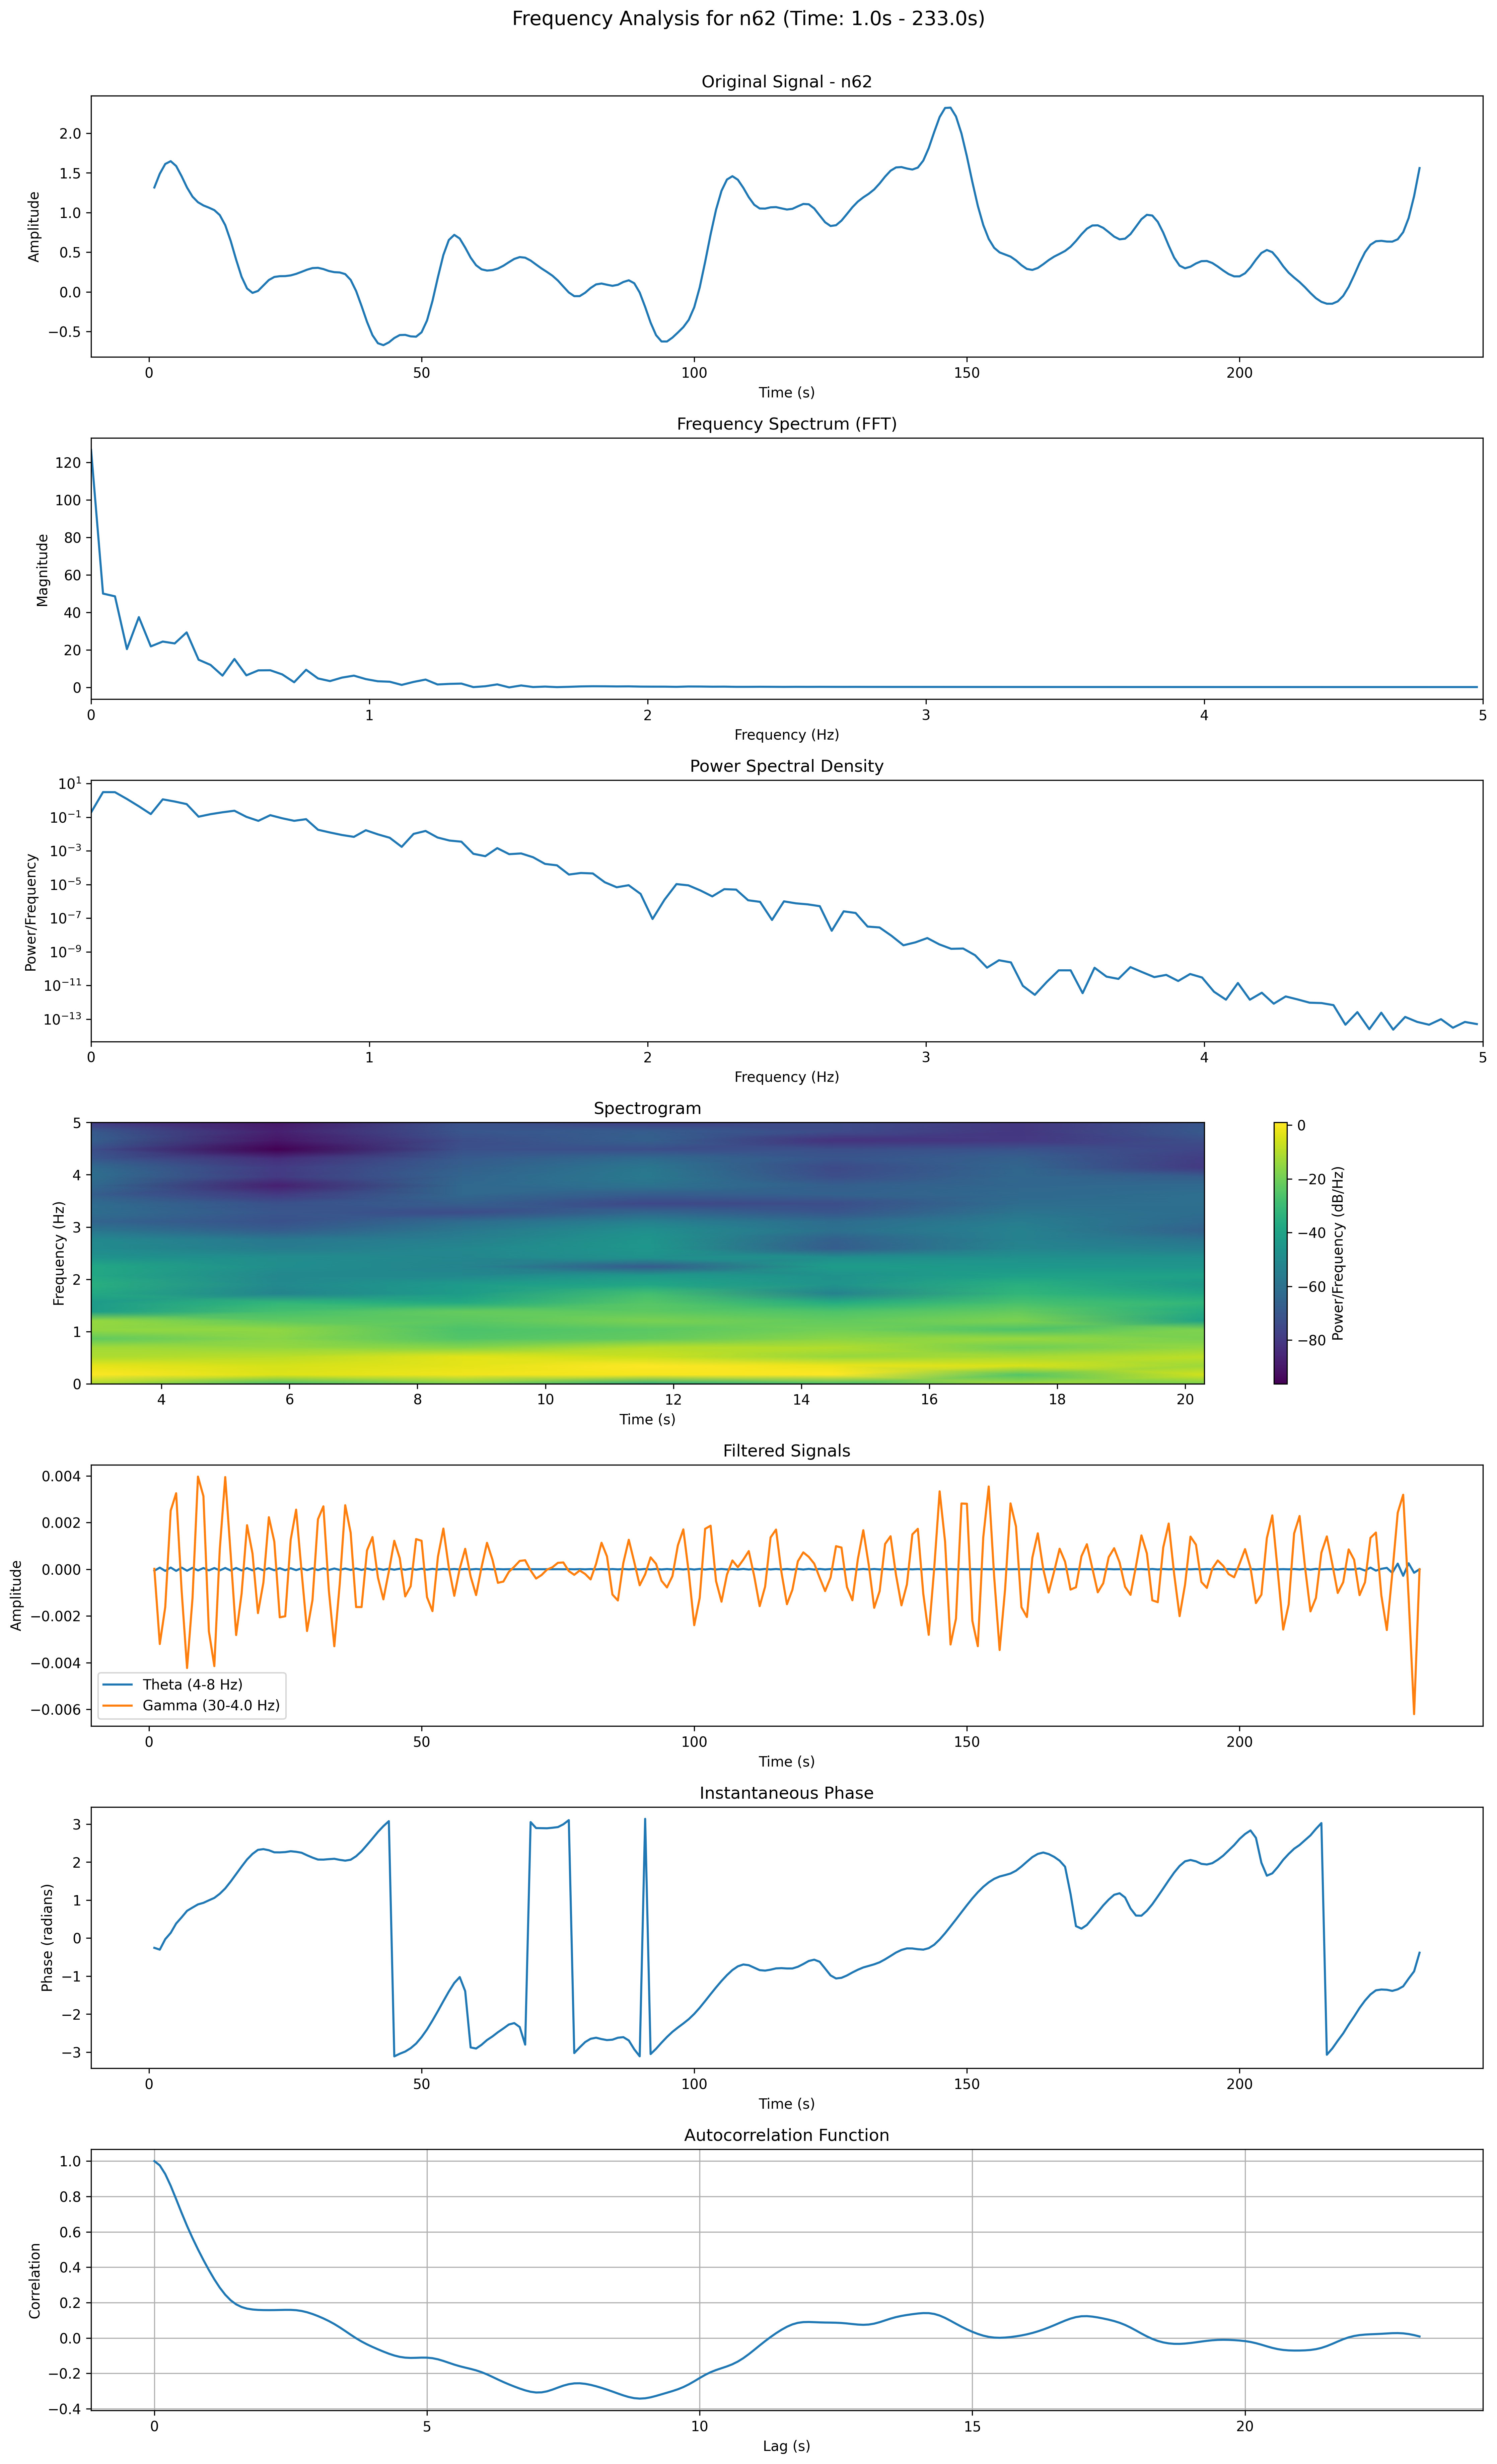 Frequency Analysis for n62 (Time: 1.0s - 233.0s)
Original Signal - n62
Amplitude
2.0
1.5
1.0
0.5
0.0
−0.5
0 50 100 150 200
Time (s)
Frequency Spectrum (FFT)
Magnitude
120
100
80
60
40
20
0
0 1 2 3 4 5
Frequency (Hz)
Power Spectral Density
Power/Frequency
10¹
10⁻¹
10⁻³
10⁻⁵
10⁻⁷
10⁻⁹
10⁻¹¹
10⁻¹³
0 1 2 3 4 5
Frequency (Hz)
Spectrogram
Frequency (Hz)
5
4
3
2
1
0
4 6 8 10 12 14 16 18 20
Time (s)
0
−20
−40
−60
−80
Power/Frequency (dB/Hz)
Filtered Signals
Amplitude
0.004
0.002
0.000
−0.002
−0.004
−0.006
Theta (4-8 Hz)
Gamma (30-4.0 Hz)
0 50 100 150 200
Time (s)
Instantaneous Phase
Phase (radians)
3
2
1
0
−1
−2
−3
0 50 100 150 200
Time (s)
Autocorrelation Function
Correlation
1.0
0.8
0.6
0.4
0.2
0.0
−0.2
−0.4
0 5 10 15 20
Lag (s)